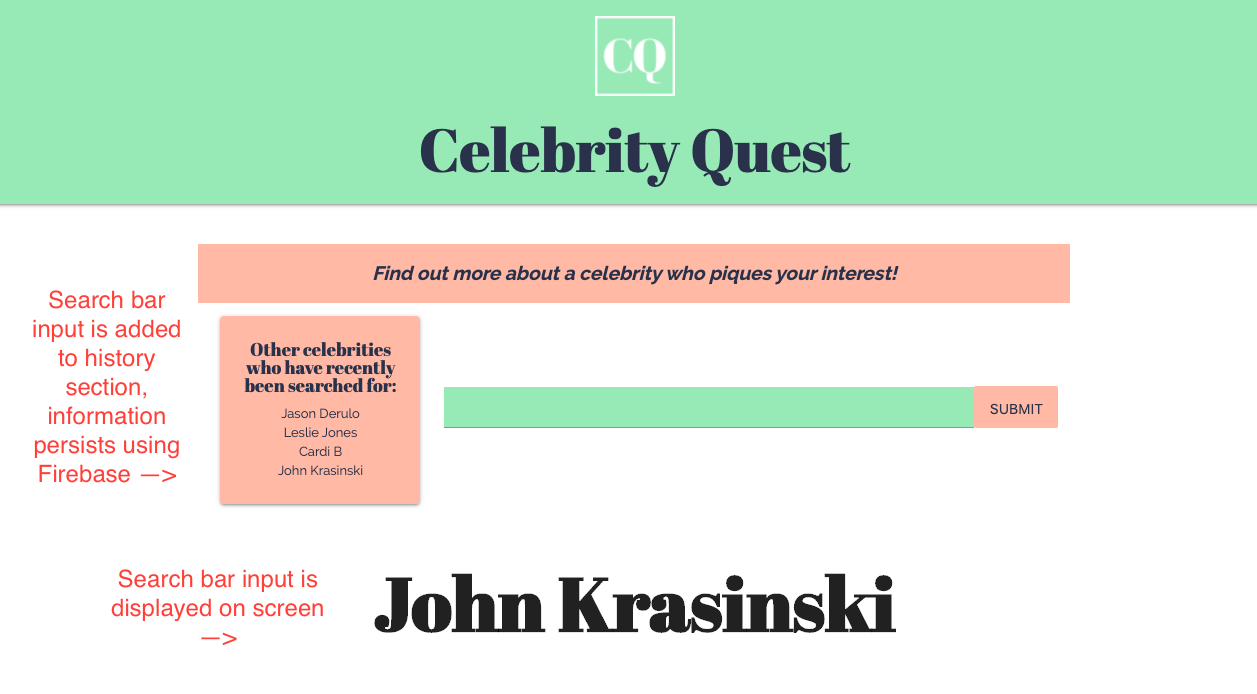 CQ
Celebrity Quest
Find out more about a celebrity who piques your interest!
Search bar
input is added
to history
section,
information
persists using
Firebase —>
Other celebrities
who have recently
been searched for:
Jason Derulo
Leslie Jones
Cardi B
John Krasinski
SUBMIT
Search bar input is
displayed on screen
—>
John Krasinski